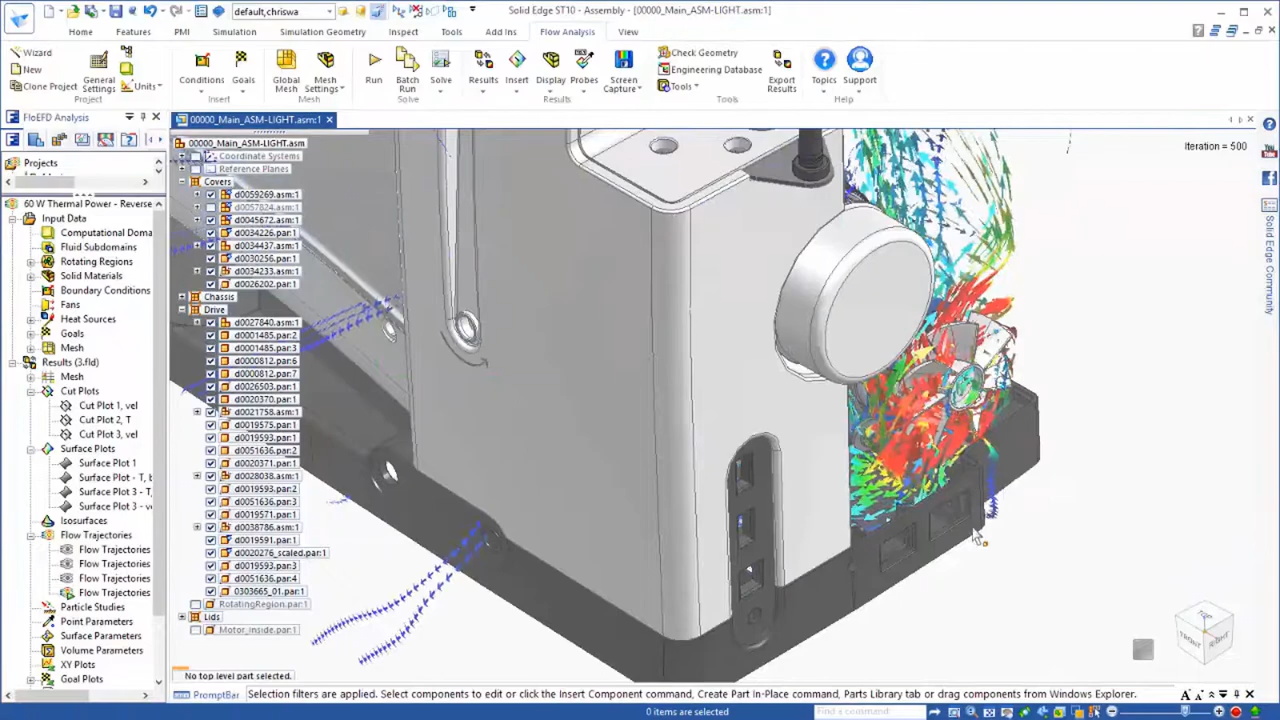 default,chriswa
Solid Edge ST10 - Assembly - [00000_Main_ASM-LIGHT.asm:1]
Home
Features
PMI
Simulation
Simulation Geometry
Inspect
Tools
Add Ins
Flow Analysis
View
Wizard
New
Clone Project
General Settings
Units
Project
Conditions
Goals
Insert
Global Mesh
Mesh Settings
Mesh
Run
Batch Run
Solve
Solve
Results
Insert
Display
Probes
Screen Capture
Results
Check Geometry
Engineering Database
Tools
Export Results
Tools
Topics
Support
Help
FloEFD Analysis
00000_Main_ASM-LIGHT.asm:1
Projects
60 W Thermal Power - Reverse
Input Data
Computational Doma
Fluid Subdomains
Rotating Regions
Solid Materials
Boundary Conditions
Fans
Heat Sources
Goals
Mesh
Results (3.fld)
Mesh
Cut Plots
Cut Plot 1, vel
Cut Plot 2, T
Cut Plot 3, vel
Surface Plots
Surface Plot 1
Surface Plot - T, b
Surface Plot 3 - T,
Surface Plot 3 - v
Isosurfaces
Flow Trajectories
Flow Trajectories
Flow Trajectories
Flow Trajectories
Flow Trajectories
Particle Studies
Point Parameters
Surface Parameters
Volume Parameters
XY Plots
Goal Plots
00000_Main_ASM-LIGHT.asm
Coordinate Systems
Reference Planes
Covers
d0059269.asm:1
d0057824.asm:1
d0045672.asm:1
d0034226.par:1
d0034437.asm:1
d0030256.par:1
d0034233.asm:1
d0026202.par:1
Chassis
Drive
d0027840.asm:1
d0001485.par:2
d0001485.par:3
d0000812.par:6
d0000812.par:7
d0026503.par:1
d0020370.par:1
d0021758.asm:1
d0019575.par:1
d0019593.par:1
d0051636.par:2
d0020371.par:1
d0028038.asm:1
d0019593.par:2
d0051636.par:3
d0019571.par:1
d0038786.asm:1
d0019591.par:1
d0020276_scaled.par:1
d0019593.par:3
d0051636.par:4
0303665_01.par:1
RotatingRegion.par:1
Lids
Motor_inside.par:1
Iteration = 500
Solid Edge Community
TOP
FRONT
RIGHT
No top level part selected.
PromptBar
Selection filters are applied. Select components to edit or click the Insert Component command, Create Part In-Place command, Parts Library tab or drag components from Windows Explorer.
0 items are selected
Find a command